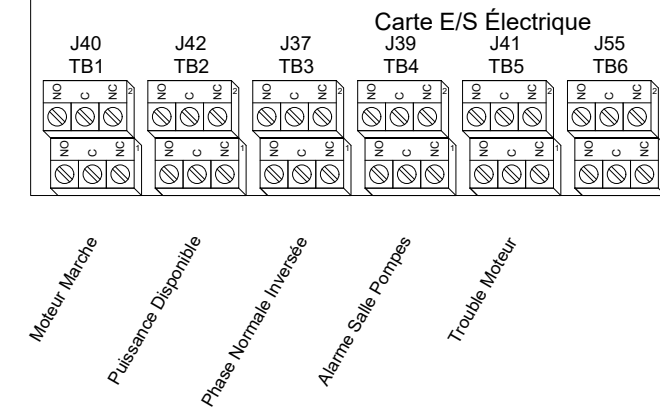 Carte E/S Électrique
J40 J42 J37 J39 J41 J55
TB1 TB2 TB3 TB4 TB5 TB6
NO C NC 2 NO C NC 2 NO C NC 2 NO C NC 2 NO C NC 2 NO C NC
NO C NC 1 NO C NC 1 NO C NC 1 NO C NC 1 NO C NC 1 NO C NC
Moteur Marche
Puissance Disponible
Phase Normale Inversée
Alarme Salle Pompes
Trouble Moteur